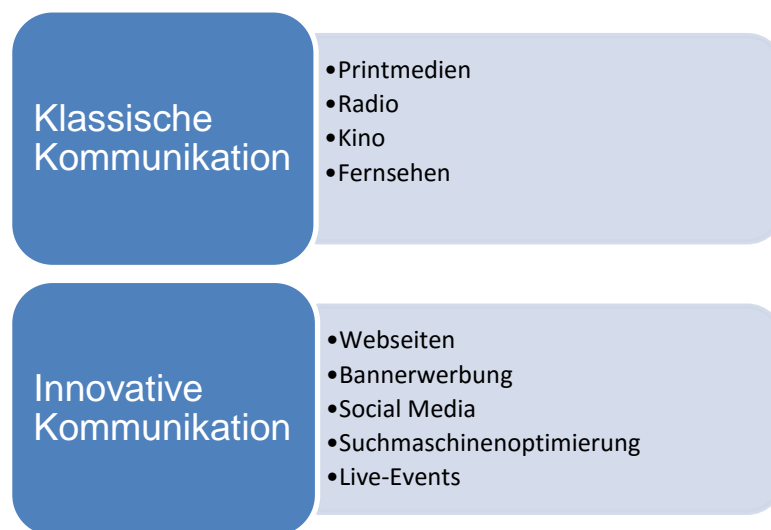 Klassische
Kommunikation
•Printmedien
•Radio
•Kino
•Fernsehen
Innovative
Kommunikation
•Webseiten
•Bannerwerbung
•Social Media
•Suchmaschinenoptimierung
•Live-Events